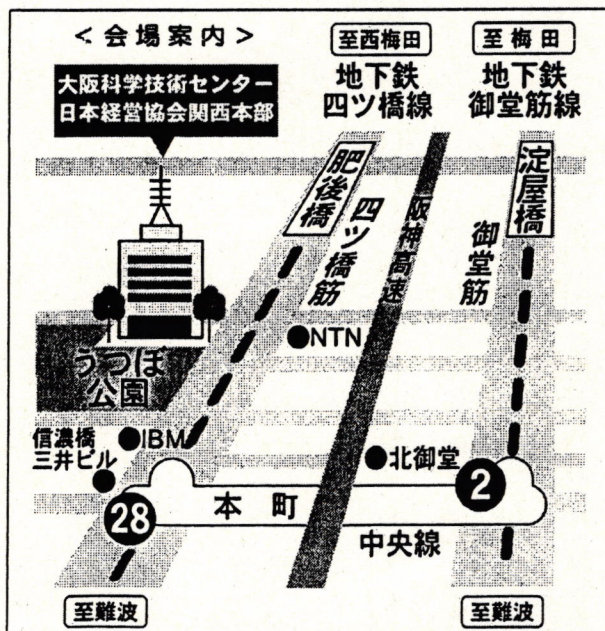 ＜会場案内＞
大阪科学技術センター
日本経営協会関西本部
至西梅田
地下鉄
四ツ橋線
至梅田
地下鉄
御堂筋線
肥後橋
四ツ橋筋
阪神高速
御堂筋
淀屋橋
NTN
うつぼ
公園
信濃橋
三井ビル
IBM
北御堂
28
本町
2
中央線
至難波
至難波